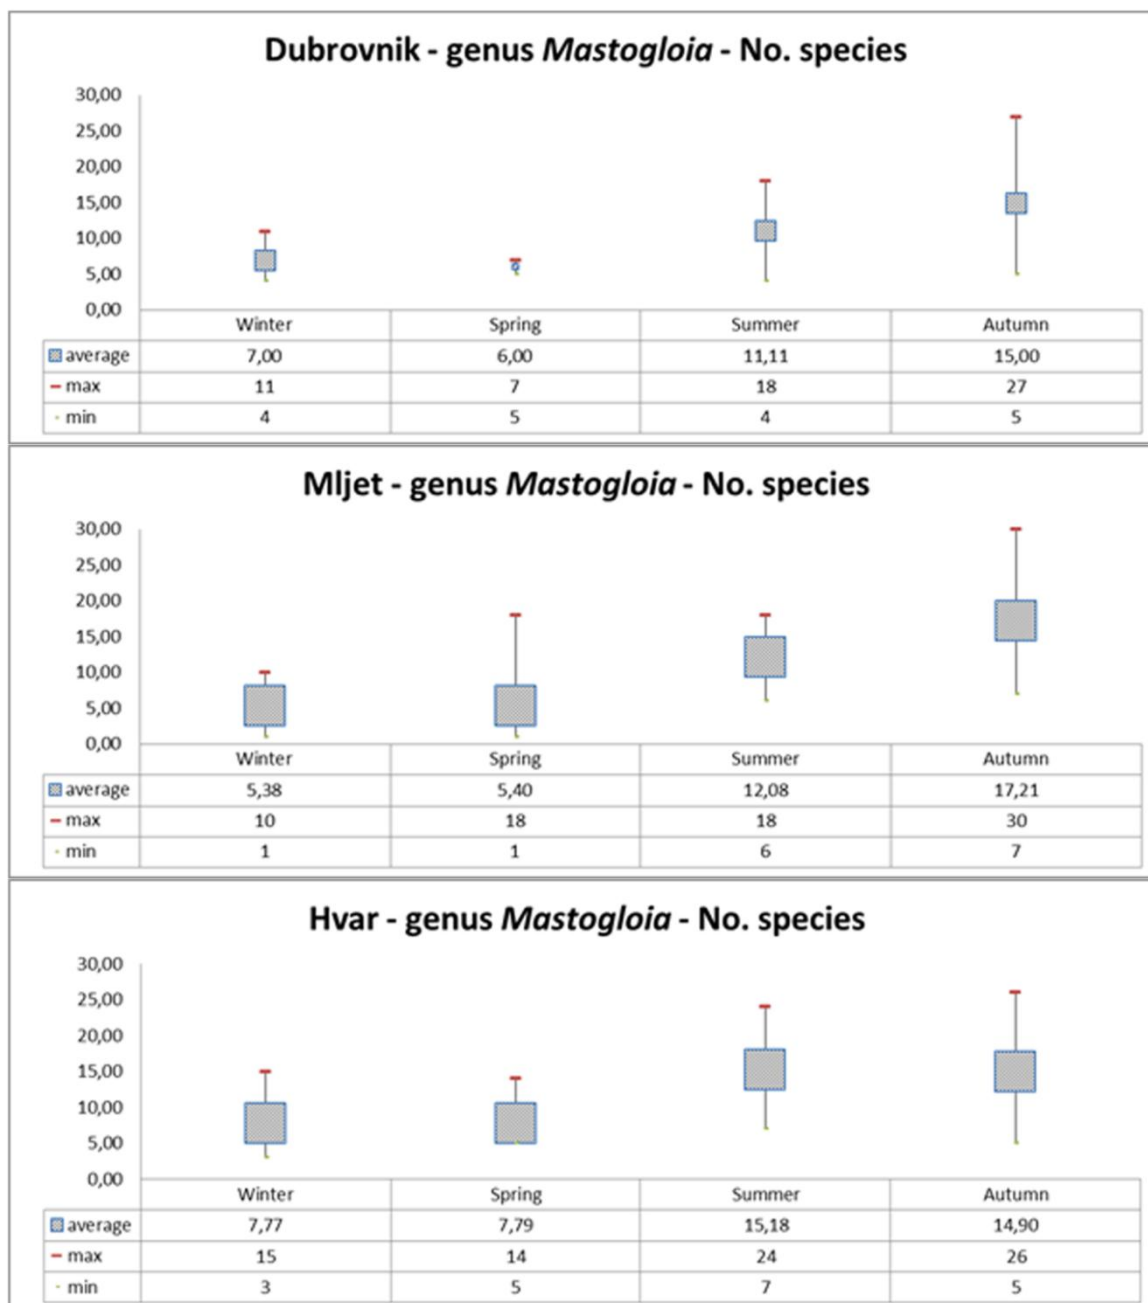 Dubrovnik - genus Mastogloia - No. species
30,00
25,00
20,00
15,00
10,00
5,00
0,00
Winter Spring Summer Autumn
average 7,00 6,00 11,11 15,00
max 11 7 18 27
min 4 5 4 5
Mljet - genus Mastogloia - No. species
30,00
25,00
20,00
15,00
10,00
5,00
0,00
Winter Spring Summer Autumn
average 5,38 5,40 12,08 17,21
max 10 18 18 30
min 1 1 6 7
Hvar - genus Mastogloia - No. species
30,00
25,00
20,00
15,00
10,00
5,00
0,00
Winter Spring Summer Autumn
average 7,77 7,79 15,18 14,90
max 15 14 24 26
min 3 5 7 5